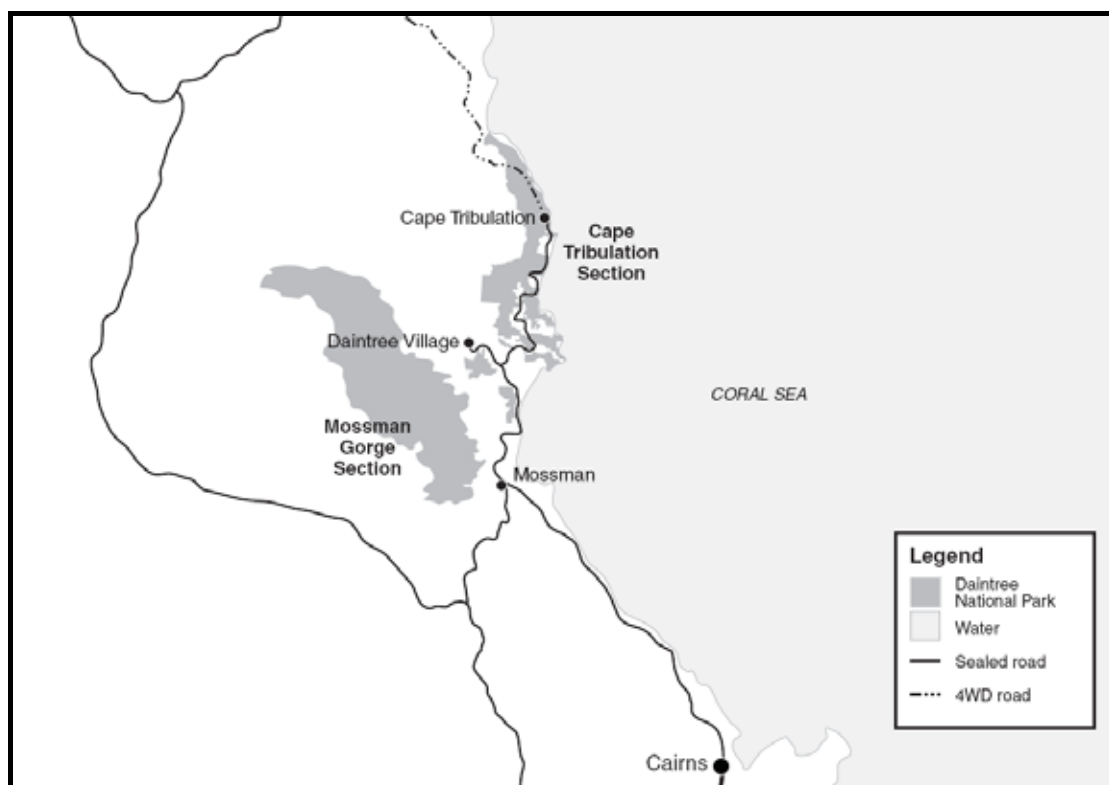 Cape Tribulation
Cape
Tribulation
Section
Daintree Village
CORAL SEA
Mossman
Gorge
Section
Mossman
Legend
Daintree
National Park
Water
Sealed road
4WD road
Cairns